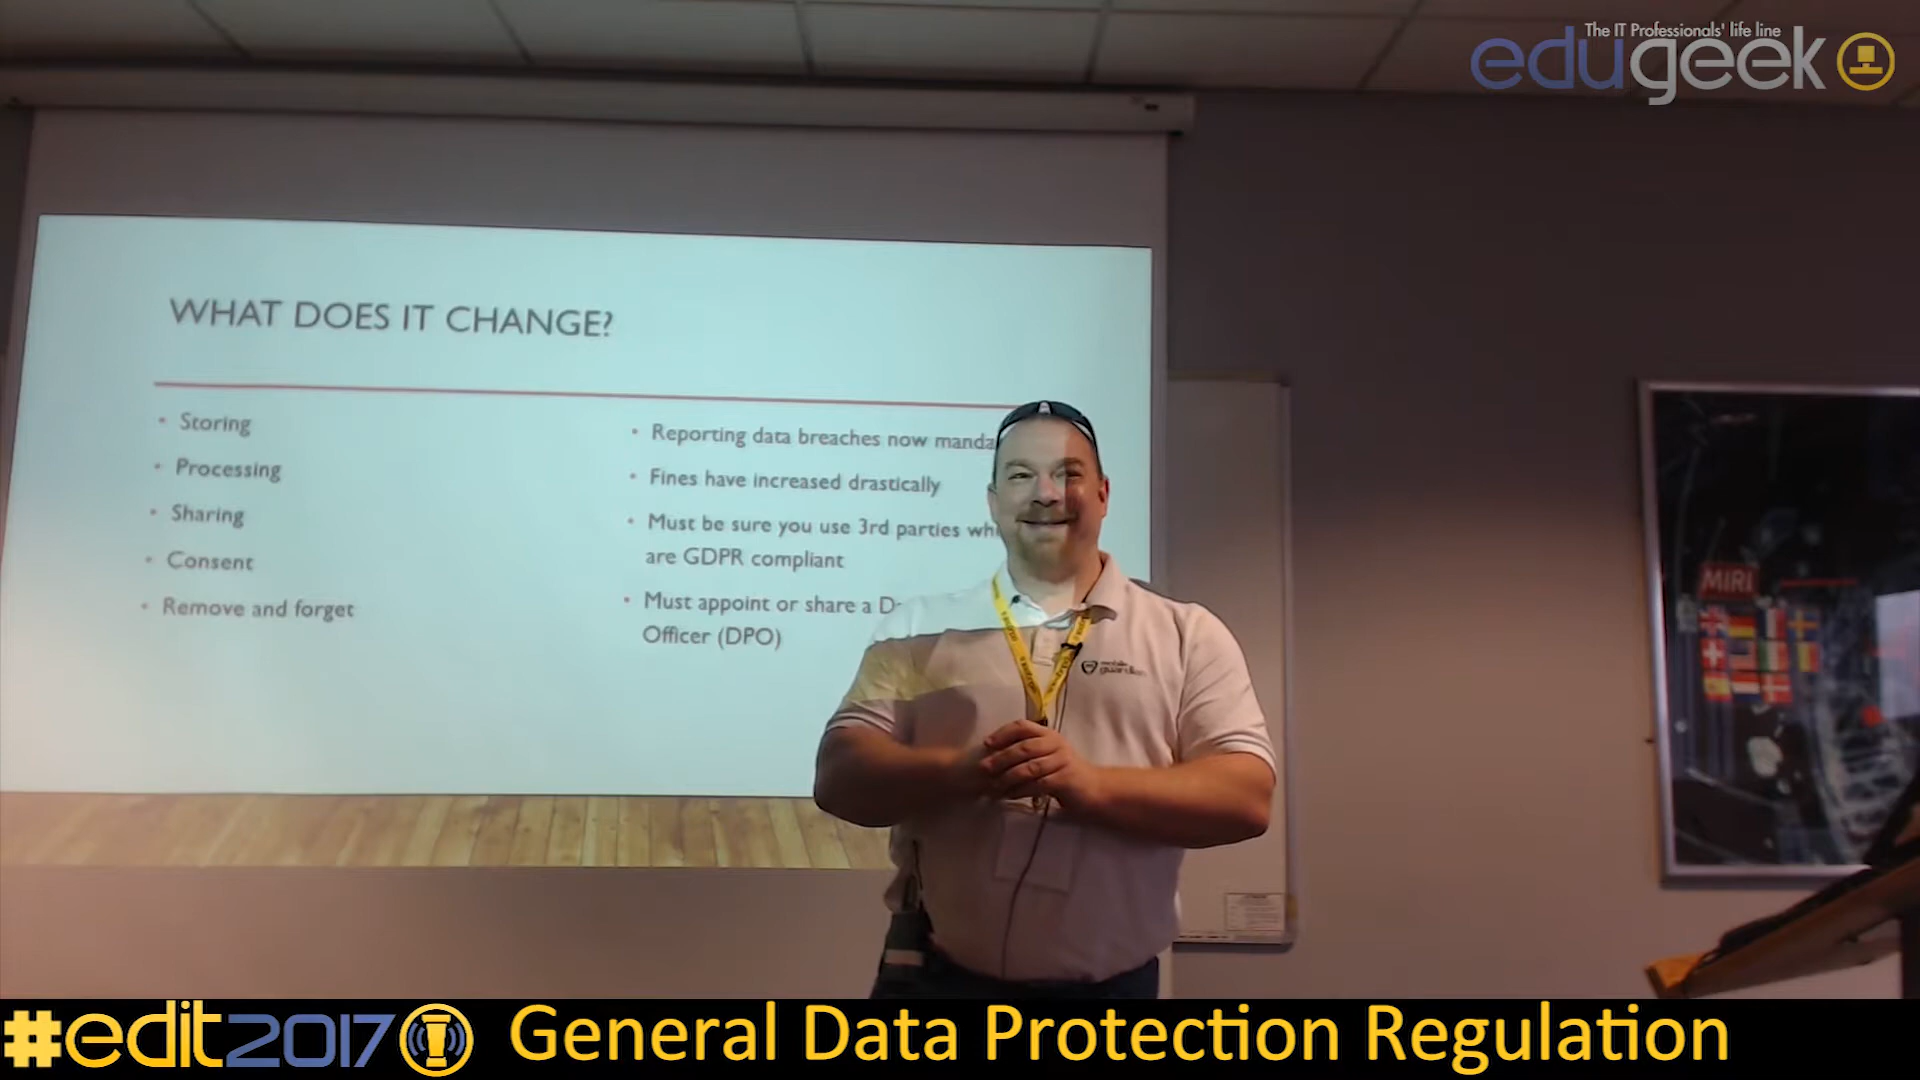 The IT Professionals' life line
edugeek
WHAT DOES IT CHANGE?
• Storing
• Processing
• Sharing
• Consent
• Remove and forget
• Reporting data breaches now
• Fines have increased drastically
• Must be sure you use 3rd parties
are GDPR compliant
• Must appoint or share a
Officer (DPO)
mobile
guardian
MIRI
#edit2017 General Data Protection Regulation